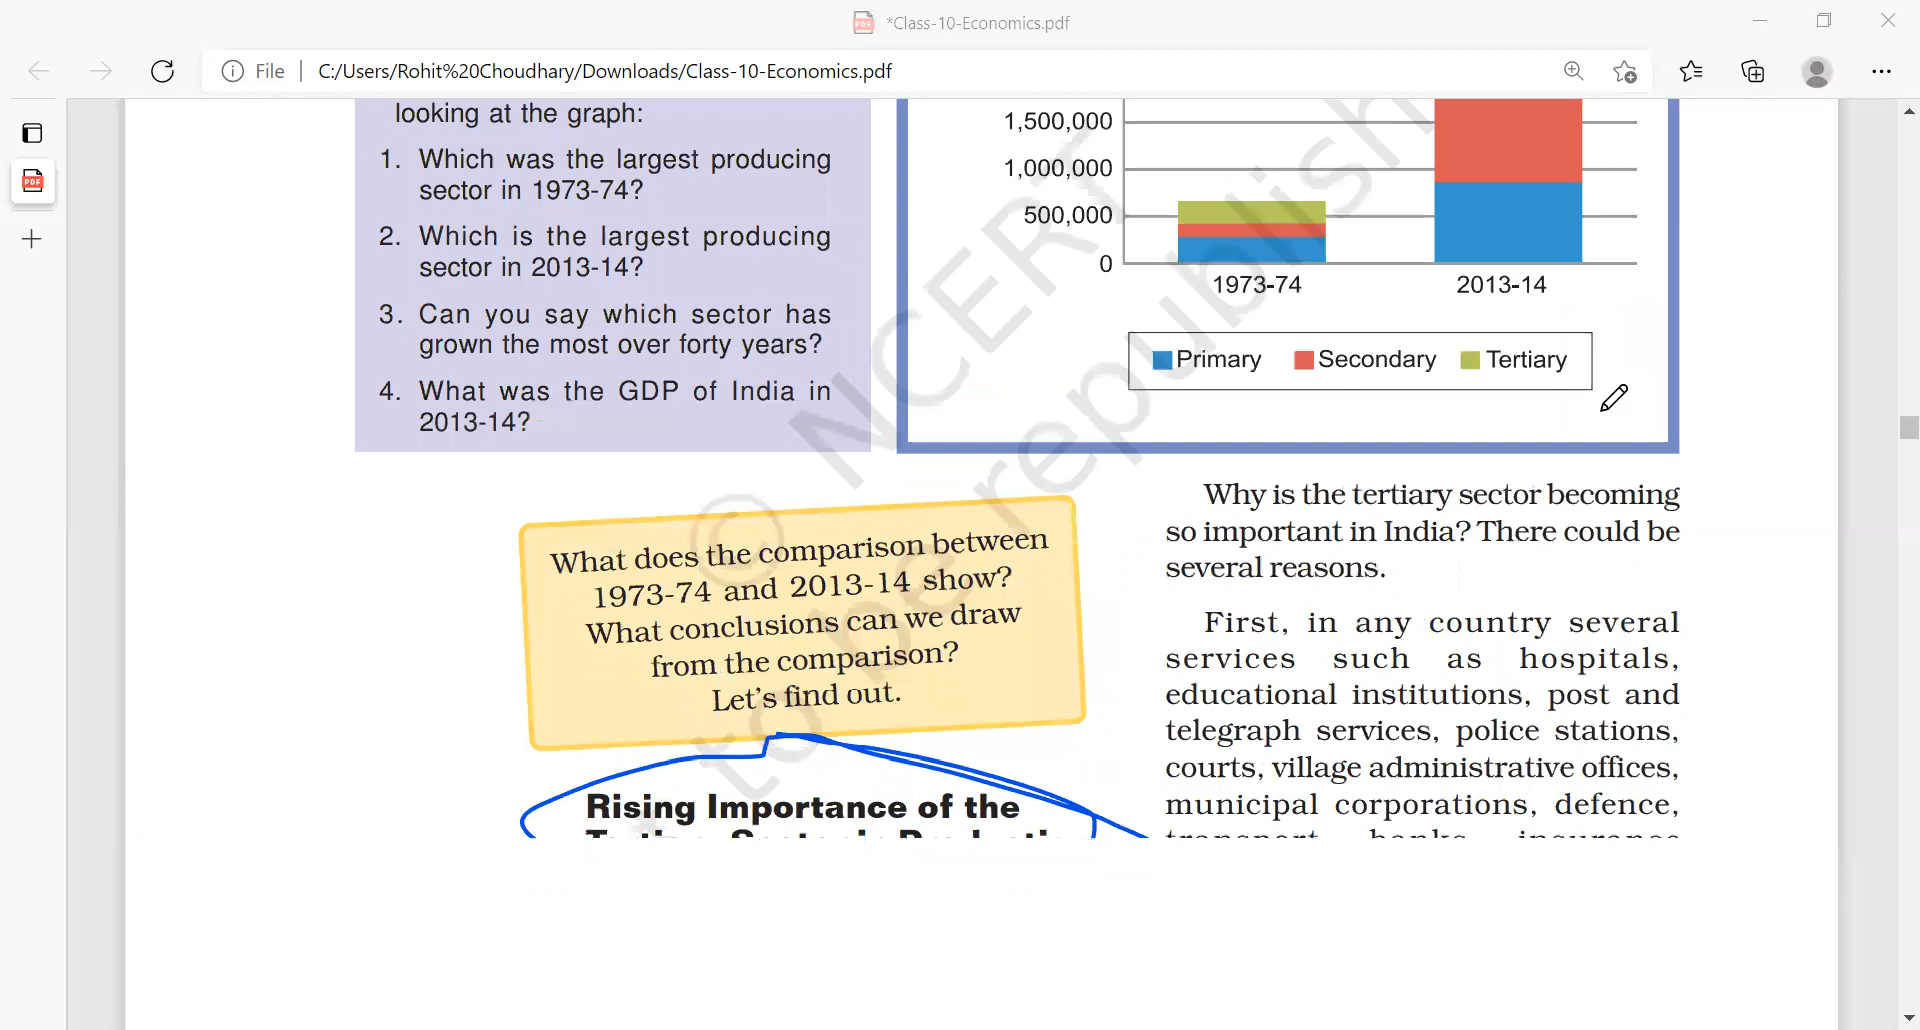 *Class-10-Economics.pdf
File | C:/Users/Rohit%20Choudhary/Downloads/Class-10-Economics.pdf
looking at the graph:
1. Which was the largest producing
sector in 1973-74?
2. Which is the largest producing
sector in 2013-14?
3. Can you say which sector has
grown the most over forty years?
4. What was the GDP of India in
2013-14?
1,500,000
1,000,000
500,000
0
1973-74 2013-14
Primary Secondary Tertiary
© NCERT
to be republish
What does the comparison between
1973-74 and 2013-14 show?
What conclusions can we draw
from the comparison?
Let's find out.
Rising Importance of the
Why is the tertiary sector becoming
so important in India? There could be
several reasons.
First, in any country several
services such as hospitals,
educational institutions, post and
telegraph services, police stations,
courts, village administrative offices,
municipal corporations, defence,
transport, banks, insurance